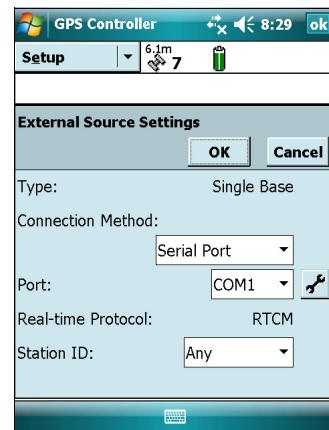 GPS Controller 8:29 ok
Setup 6.1m 7
External Source Settings
OK Cancel
Type: Single Base
Connection Method:
Serial Port
Port: COM1
Real-time Protocol: RTCM
Station ID: Any